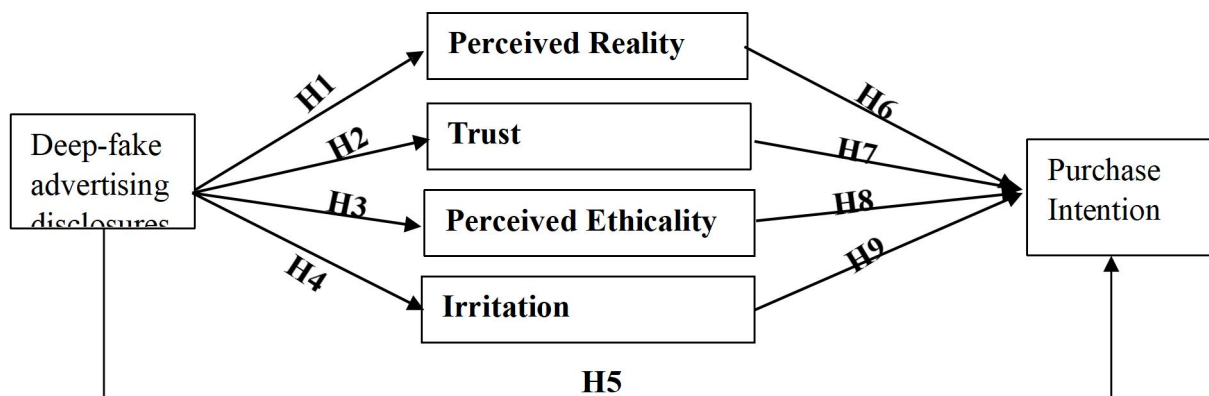 Perceived Reality
H1
H6
Deep-fake
advertising
disclosures
H2
Trust
H7
Purchase
Intention
H3
Perceived Ethicality
H8
H4
Irritation
H9
H5